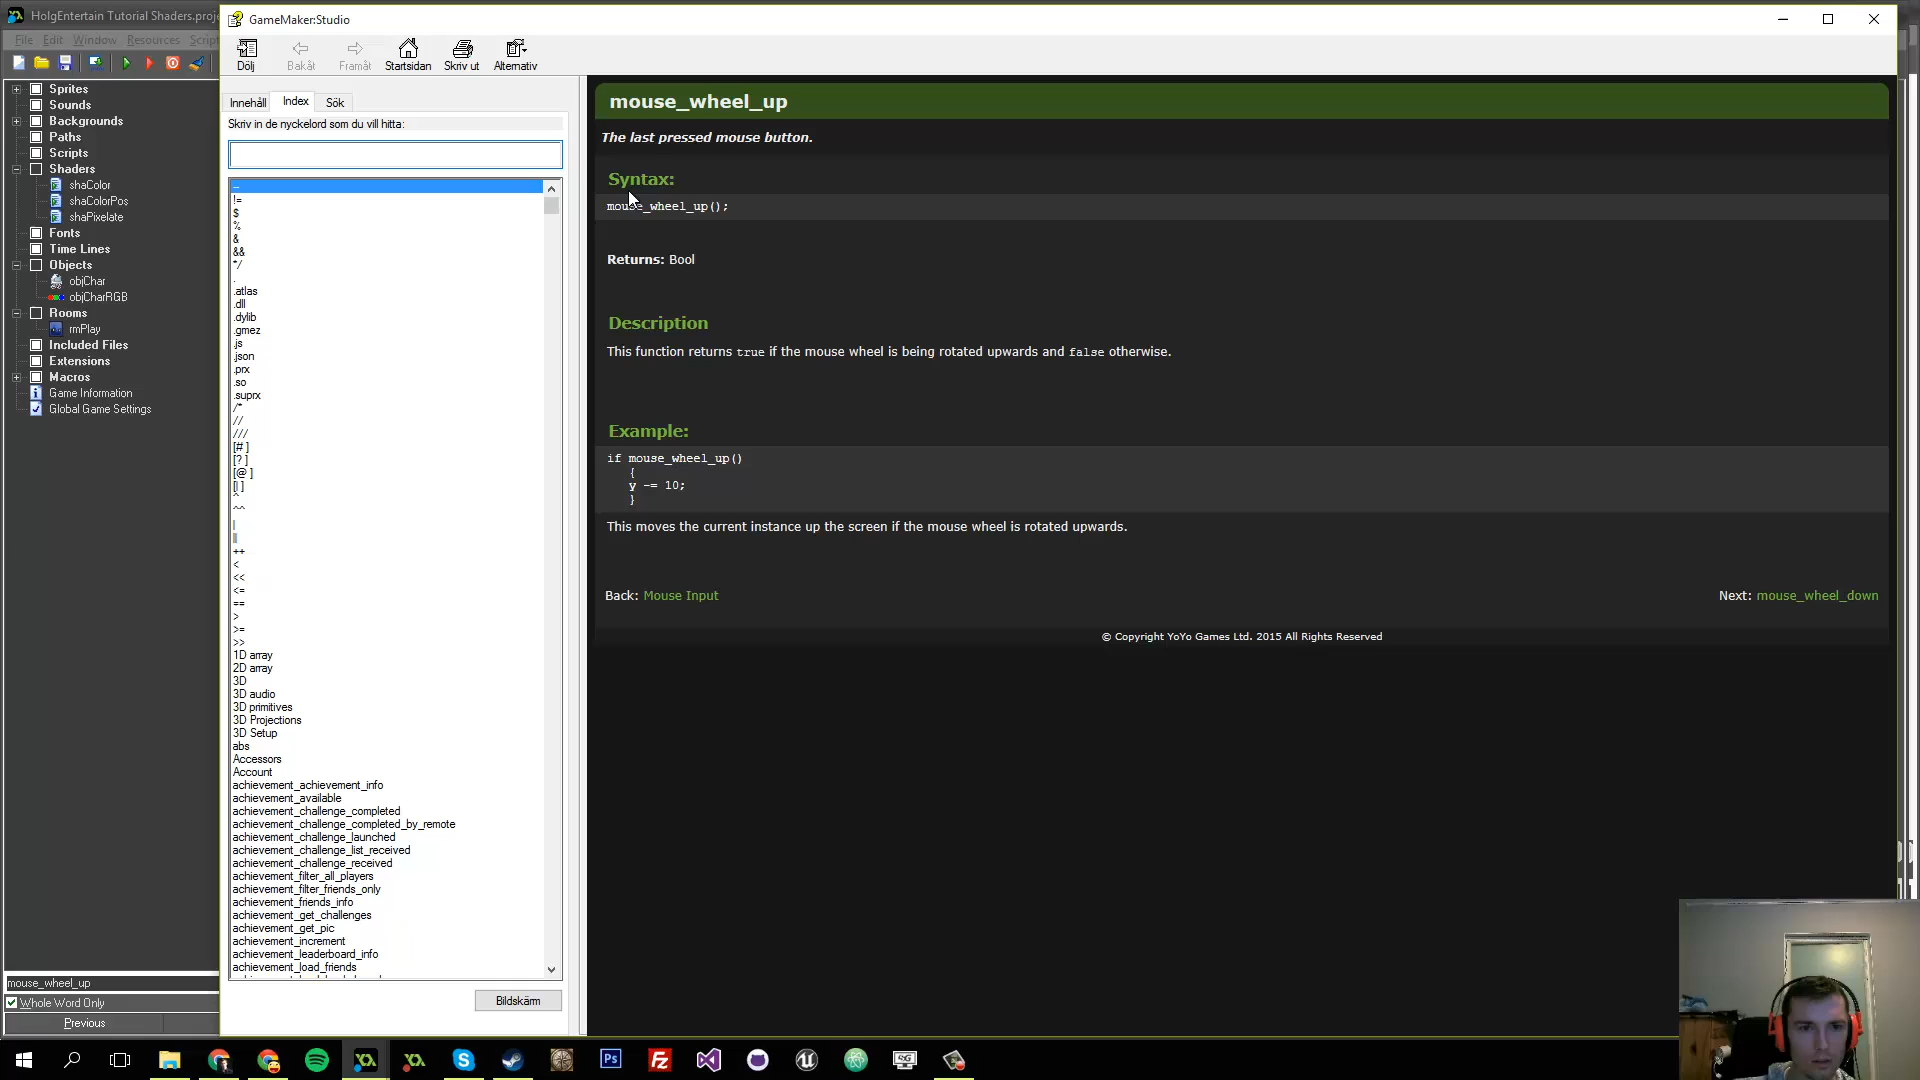 HolgEntertain Tutorial Shaders.proje
GameMaker:Studio
File Edit Window Resources Script
Dölj
Bakåt
Framåt
Startsidan
Skriv ut
Alternativ
Sprites
Sounds
Backgrounds
Paths
Scripts
Shaders
shaColor
shaColorPos
shaPixelate
Fonts
Time Lines
Objects
objChar
objCharRGB
Rooms
rmPlay
Included Files
Extensions
Macros
Game Information
Global Game Settings
mouse_wheel_up
Whole Word Only
Previous
Innehåll Index Sök
Skriv in de nyckelord som du vill hitta:
!=
$
%
&
&&
*/
.
.atlas
.dll
.dylib
.gmez
.js
.json
.prx
.so
.suprx
/*
//
///
[# ]
[? ]
[@ ]
[| ]
^
^^
|
||
++
<
<<
<=
==
>
>=
>>
1D array
2D array
3D
3D audio
3D primitives
3D Projections
3D Setup
abs
Accessors
Account
achievement_achievement_info
achievement_available
achievement_challenge_completed
achievement_challenge_completed_by_remote
achievement_challenge_launched
achievement_challenge_list_received
achievement_challenge_received
achievement_filter_all_players
achievement_filter_friends_only
achievement_friends_info
achievement_get_challenges
achievement_get_pic
achievement_increment
achievement_leaderboard_info
achievement_load_friends
Bildskärm
mouse_wheel_up
The last pressed mouse button.
Syntax:
mouse_wheel_up();
Returns: Bool
Description
This function returns true if the mouse wheel is being rotated upwards and false otherwise.
Example:
if mouse_wheel_up()
{
y -= 10;
}
This moves the current instance up the screen if the mouse wheel is rotated upwards.
Back: Mouse Input
Next: mouse_wheel_down
© Copyright YoYo Games Ltd. 2015 All Rights Reserved